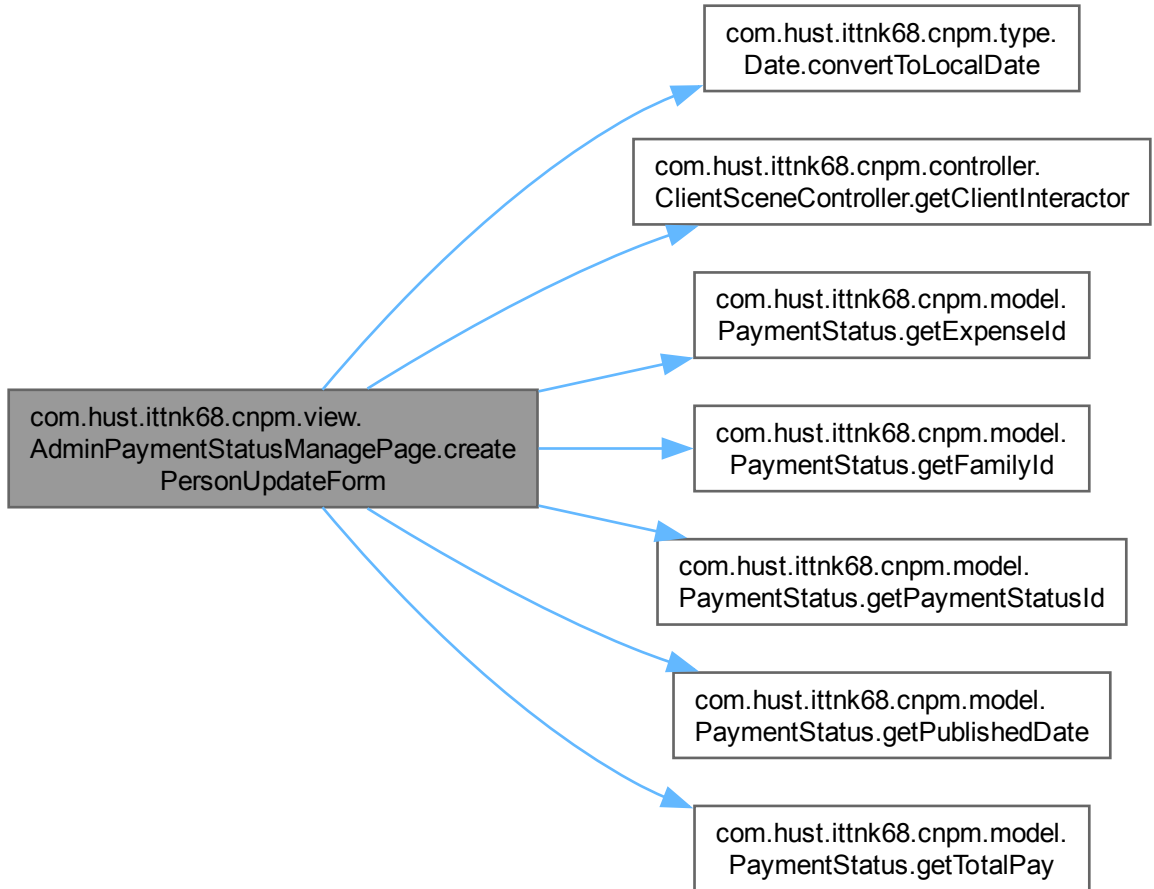 com.hust.ittnk68.cnpm.type.
Date.convertToLocalDate
com.hust.ittnk68.cnpm.controller.
ClientSceneController.getClientInteractor
com.hust.ittnk68.cnpm.model.
PaymentStatus.getExpenseId
com.hust.ittnk68.cnpm.view.
AdminPaymentStatusManagePage.create
PersonUpdateForm
com.hust.ittnk68.cnpm.model.
PaymentStatus.getFamilyId
com.hust.ittnk68.cnpm.model.
PaymentStatus.getPaymentStatusId
com.hust.ittnk68.cnpm.model.
PaymentStatus.getPublishedDate
com.hust.ittnk68.cnpm.model.
PaymentStatus.getTotalPay